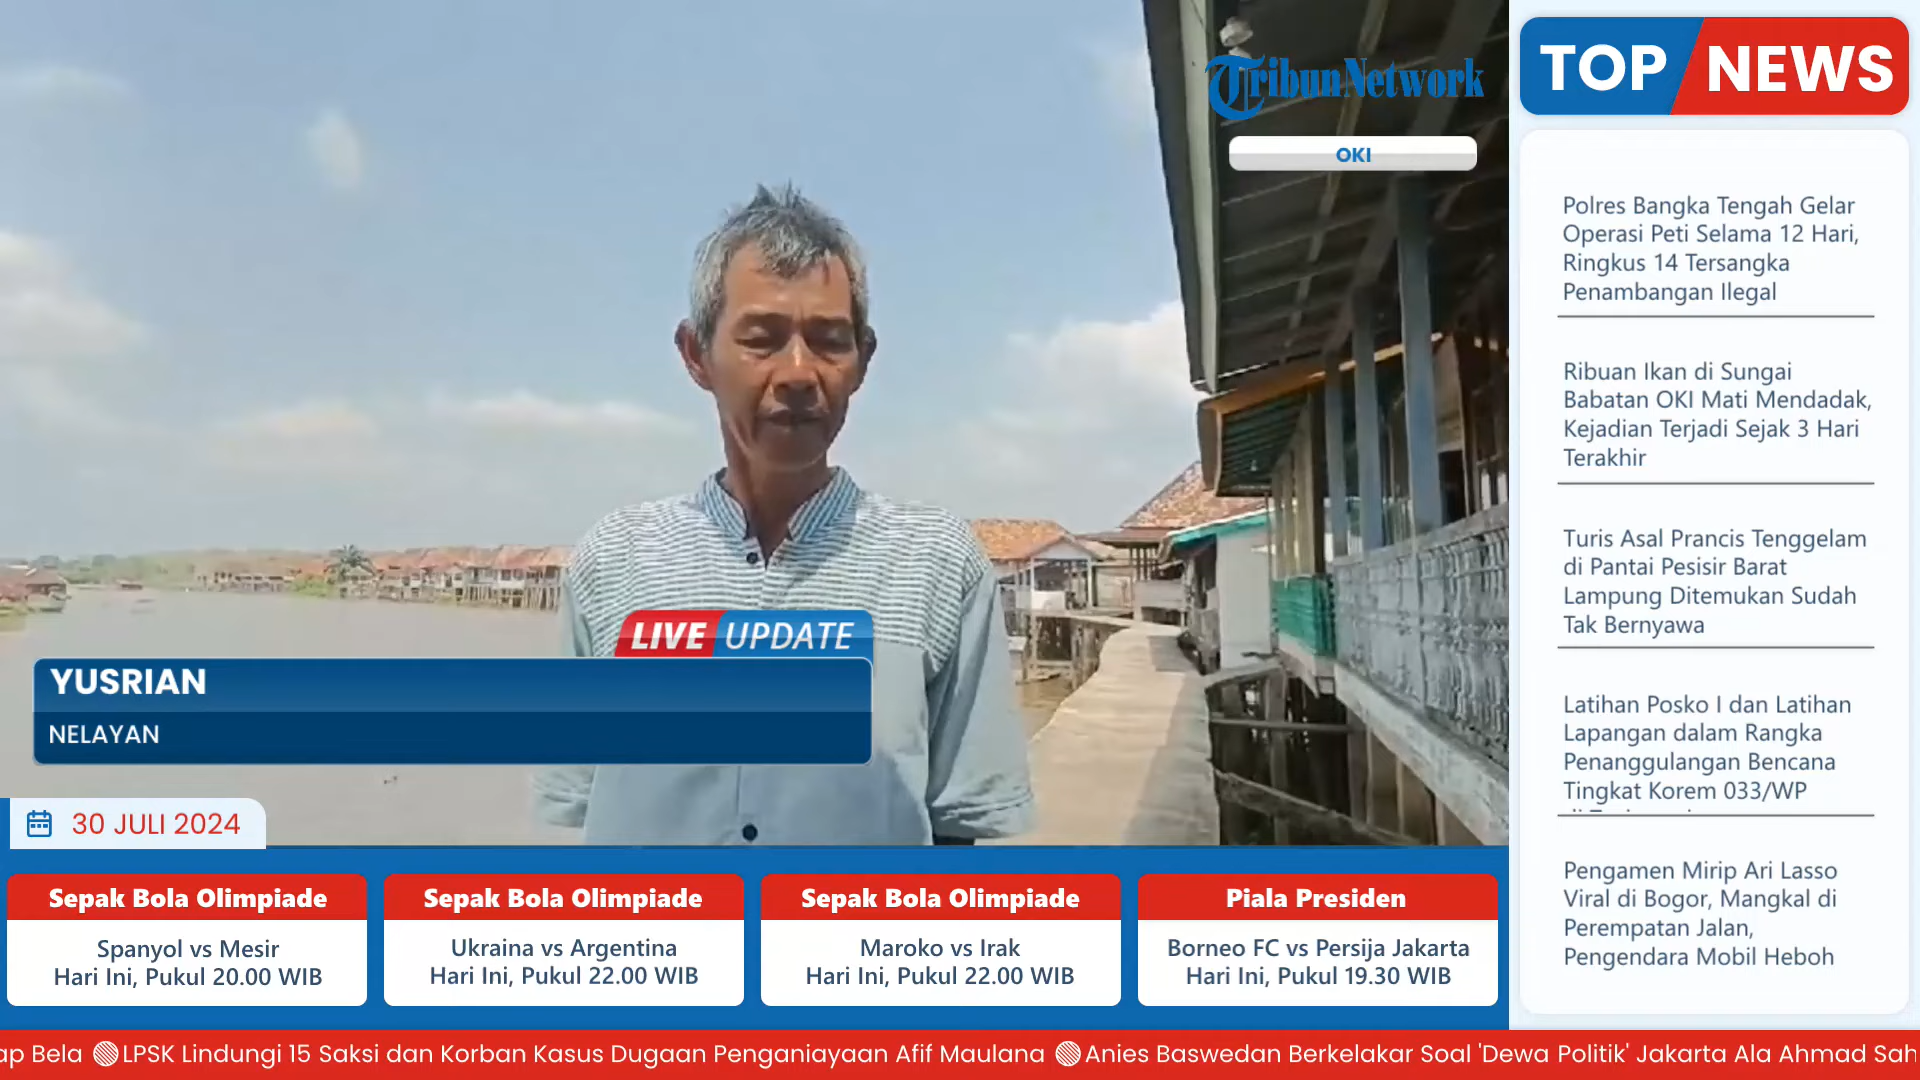 TribunNetwork
OKI
LIVE UPDATE
YUSRIAN
NELAYAN
30 JULI 2024
Sepak Bola Olimpiade
Spanyol vs Mesir
Hari Ini, Pukul 20.00 WIB
Sepak Bola Olimpiade
Ukraina vs Argentina
Hari Ini, Pukul 22.00 WIB
Sepak Bola Olimpiade
Maroko vs Irak
Hari Ini, Pukul 22.00 WIB
Piala Presiden
Borneo FC vs Persija Jakarta
Hari Ini, Pukul 19.30 WIB
TOP NEWS
Polres Bangka Tengah Gelar
Operasi Peti Selama 12 Hari,
Ringkus 14 Tersangka
Penambangan Ilegal
Ribuan Ikan di Sungai
Babatan OKI Mati Mendadak,
Kejadian Terjadi Sejak 3 Hari
Terakhir
Turis Asal Prancis Tenggelam
di Pantai Pesisir Barat
Lampung Ditemukan Sudah
Tak Bernyawa
Latihan Posko I dan Latihan
Lapangan dalam Rangka
Penanggulangan Bencana
Tingkat Korem 033/WP
Pengamen Mirip Ari Lasso
Viral di Bogor, Mangkal di
Perempatan Jalan,
Pengendara Mobil Heboh
ap Bela LPSK Lindungi 15 Saksi dan Korban Kasus Dugaan Penganiayaan Afif Maulana Anies Baswedan Berkelakar Soal 'Dewa Politik' Jakarta Ala Ahmad Sah